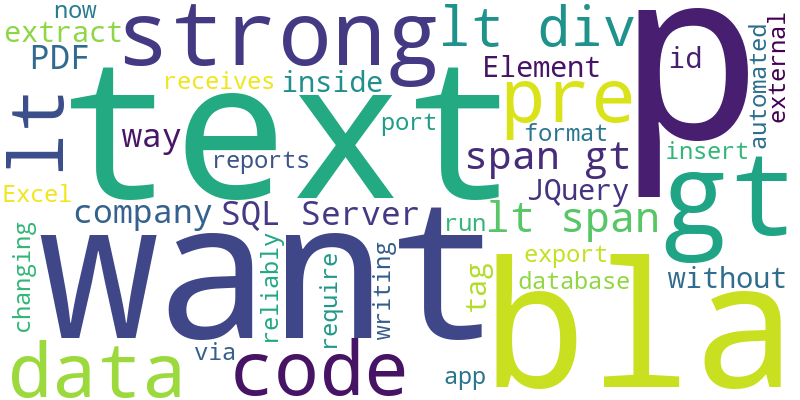 now
extract
strong
lt div
p
PDF
receives
inside
Element
id
automated
external
lt
text
pre
way
port
format
reports
span gt
insert
Excel
JQuery
gt
company
SQL Server
run
lt span
changing
want
reliably
require
writing
export
tag
database
without
bla
via
data
code
app